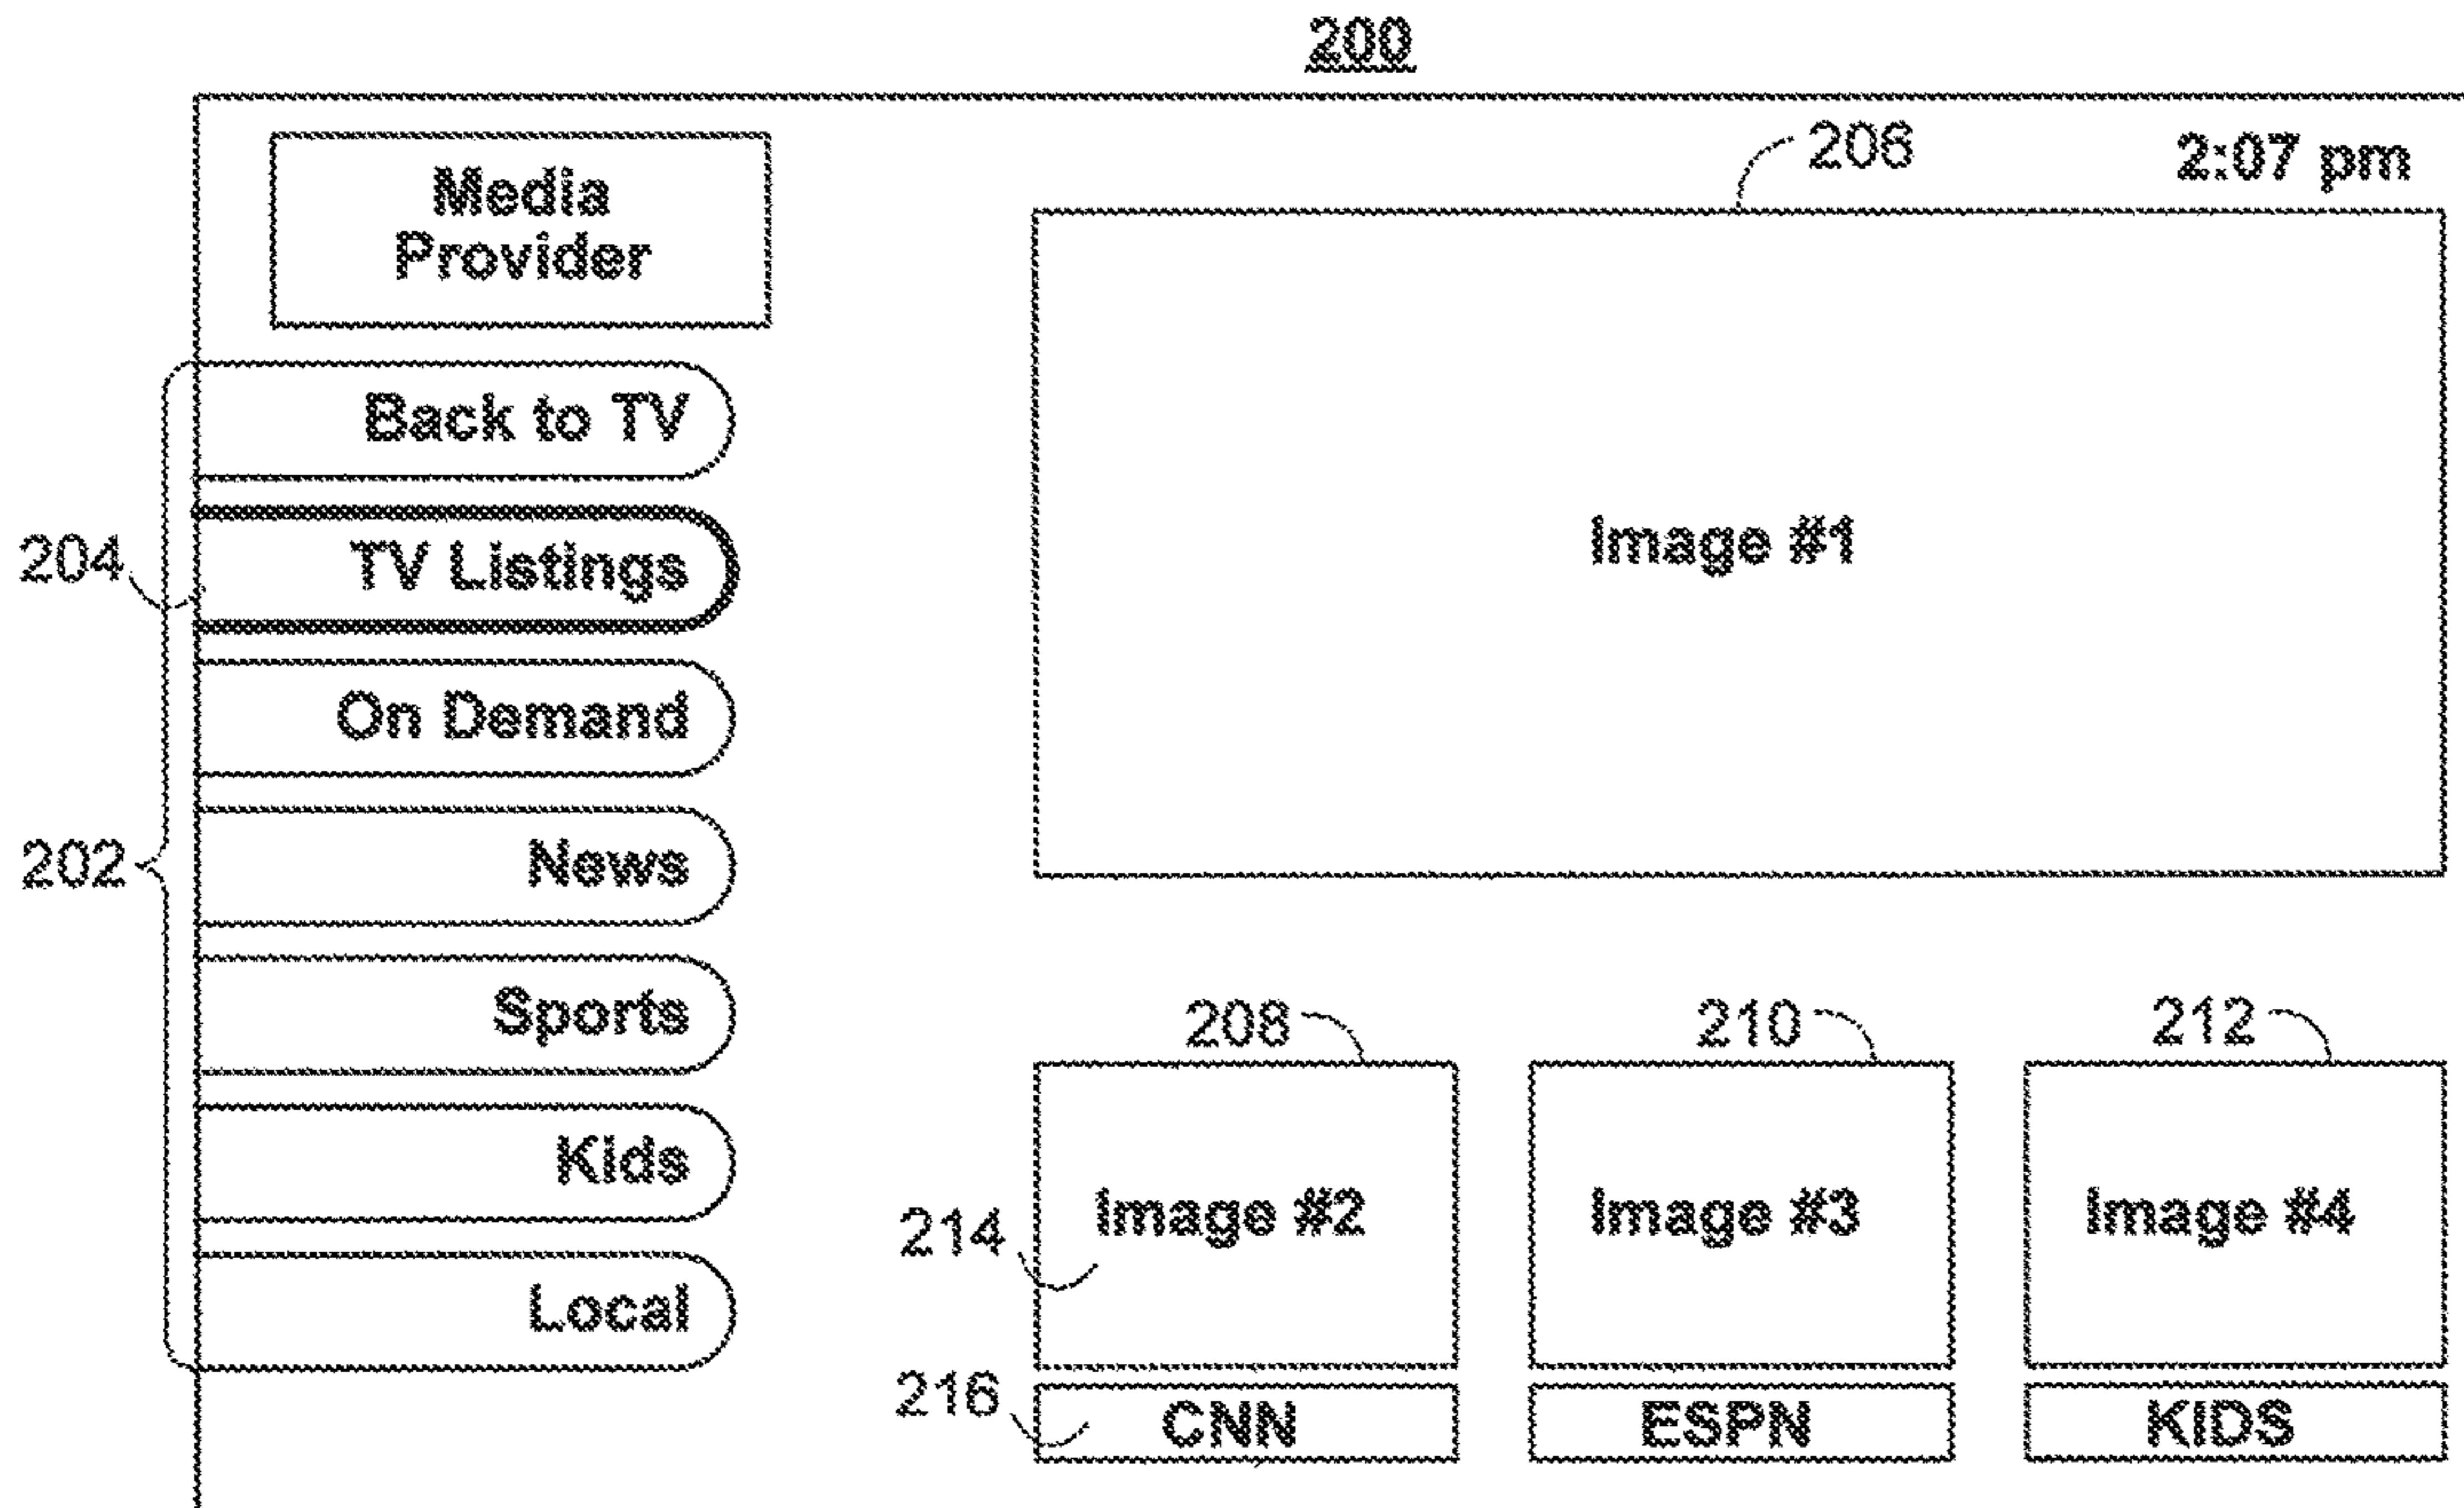 200
206
2:07 pm
Media
Provider
Back to TV
204
TV Listings
Image #1
On Demand
202
News
Sports
208
210
212
Kids
214
Image #2
Image #3
Image #4
Local
216
CNN
ESPN
KIDS